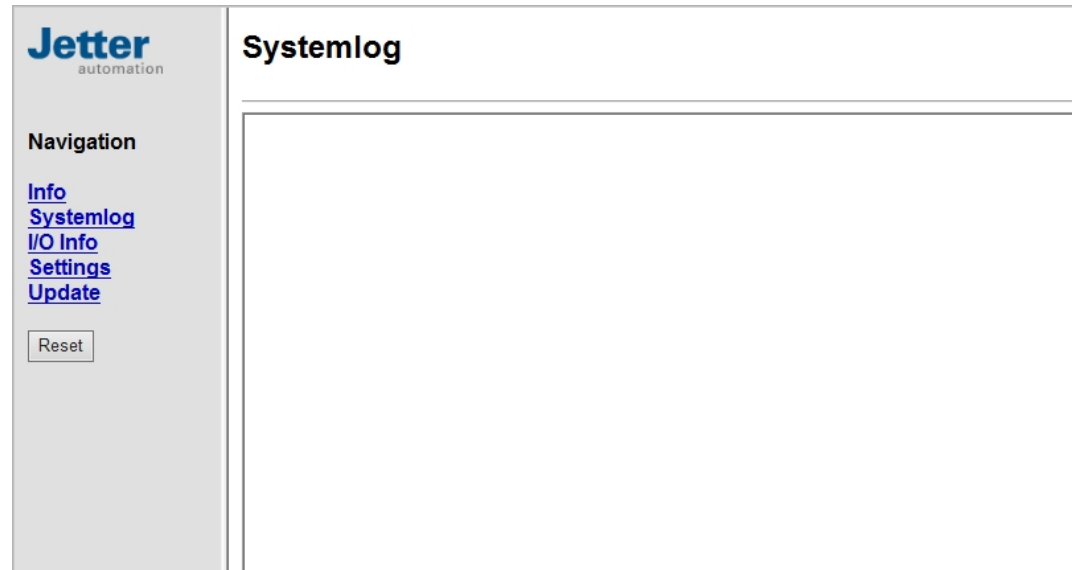 Jetter
automation
Navigation
Info
Systemlog
I/O Info
Settings
Update
Reset
Systemlog